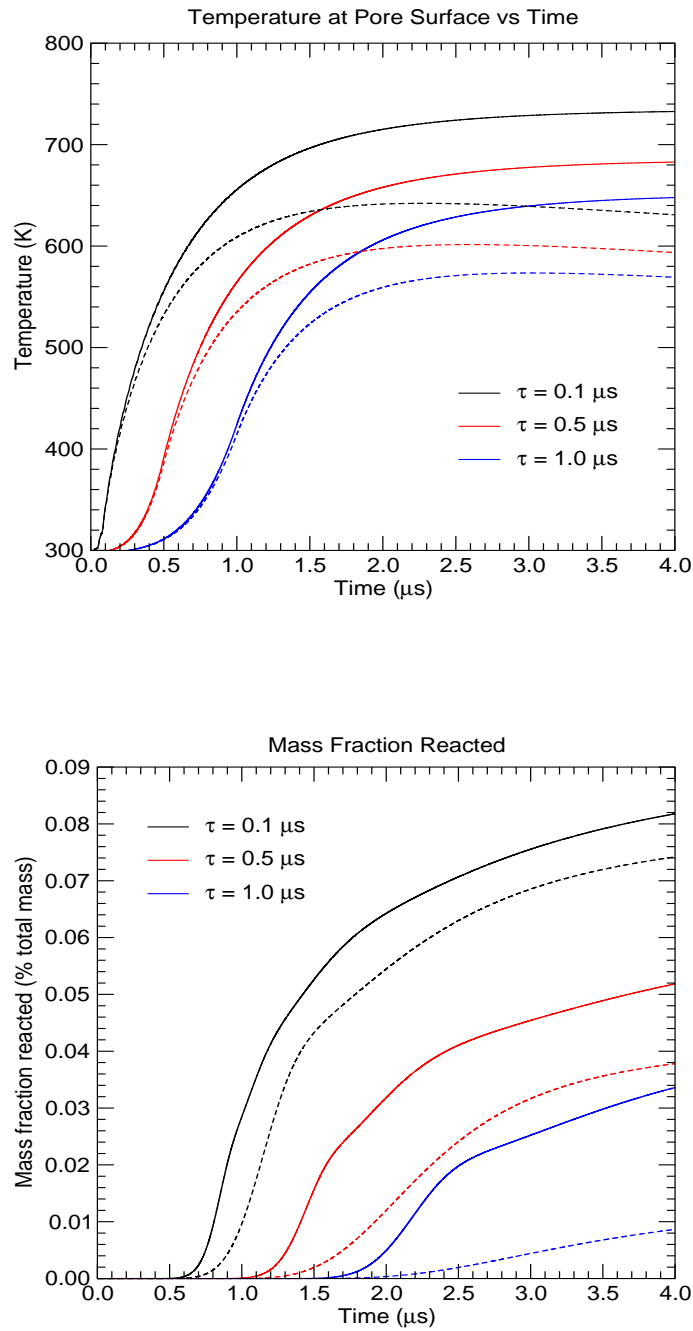 Temperature at Pore Surface vs Time
800
700
600
500
400
300
Temperature (K)
τ = 0.1 μs
τ = 0.5 μs
τ = 1.0 μs
0.0 0.5 1.0 1.5 2.0 2.5 3.0 3.5 4.0
Time (μs)
Mass Fraction Reacted
0.09
0.08
0.07
0.06
0.05
0.04
0.03
0.02
0.01
0.00
Mass fraction reacted (% total mass)
τ = 0.1 μs
τ = 0.5 μs
τ = 1.0 μs
0.0 0.5 1.0 1.5 2.0 2.5 3.0 3.5 4.0
Time (μs)